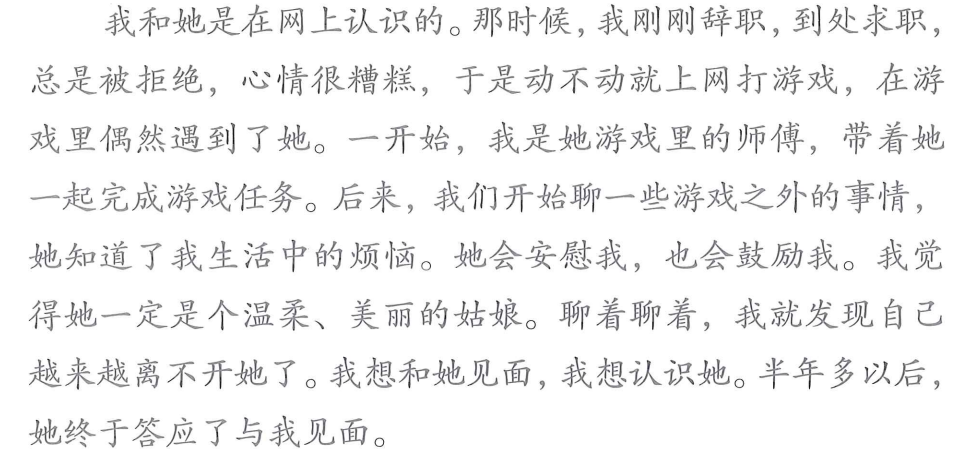 我和她是在网上认识的。那时候，我刚刚辞职，到处求职，
总是被拒绝，心情很糟糕，于是动不动就上网打游戏，在游
戏里偶然遇到了她。一开始，我是她游戏里的师傅，带着她
一起完成游戏任务。后来，我们开始聊一些游戏之外的事情，
她知道了我生活中的烦恼。她会安慰我，也会鼓励我。我觉
得她一定是个温柔、美丽的姑娘。聊着聊着，我就发现自己
越来越离不开她了。我想和她见面，我想认识她。半年多以后，
她终于答应了与我见面。